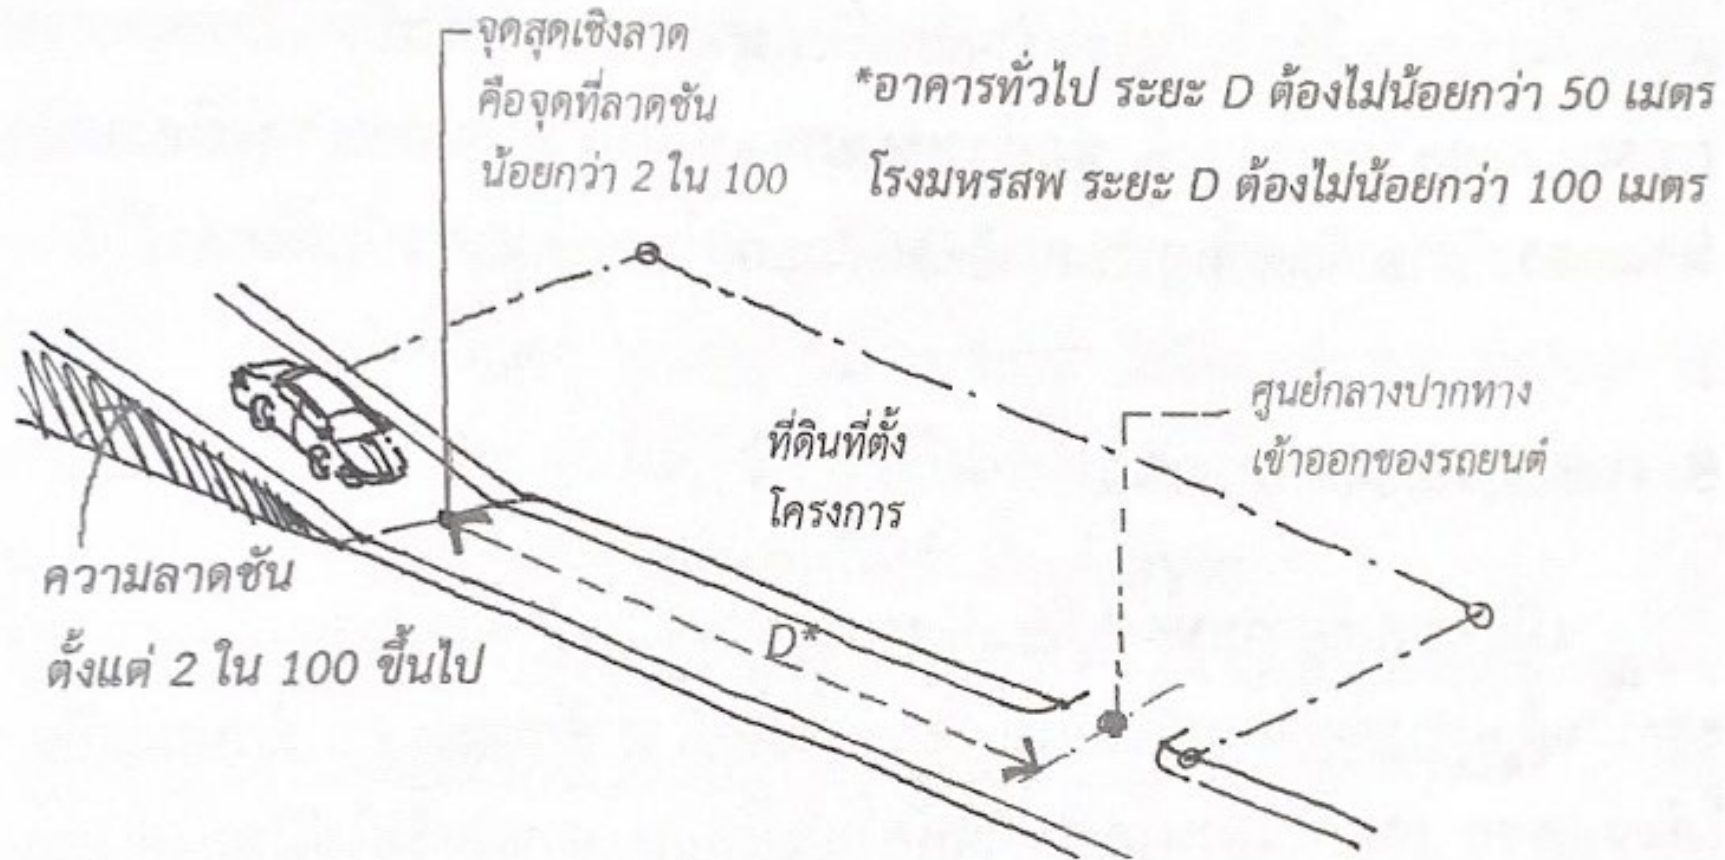 จุดสุดเชิงลาด
คือจุดที่ลาดชัน
น้อยกว่า 2 ใน 100
*อาคารทั่วไป ระยะ D ต้องไม่น้อยกว่า 50 เมตร
โรงมหรสพ ระยะ D ต้องไม่น้อยกว่า 100 เมตร
ศูนย์กลางปากทาง
เข้าออกของรถยนต์
ที่ดินที่ตั้ง
โครงการ
ความลาดชัน
ตั้งแต่ 2 ใน 100 ขึ้นไป
D*